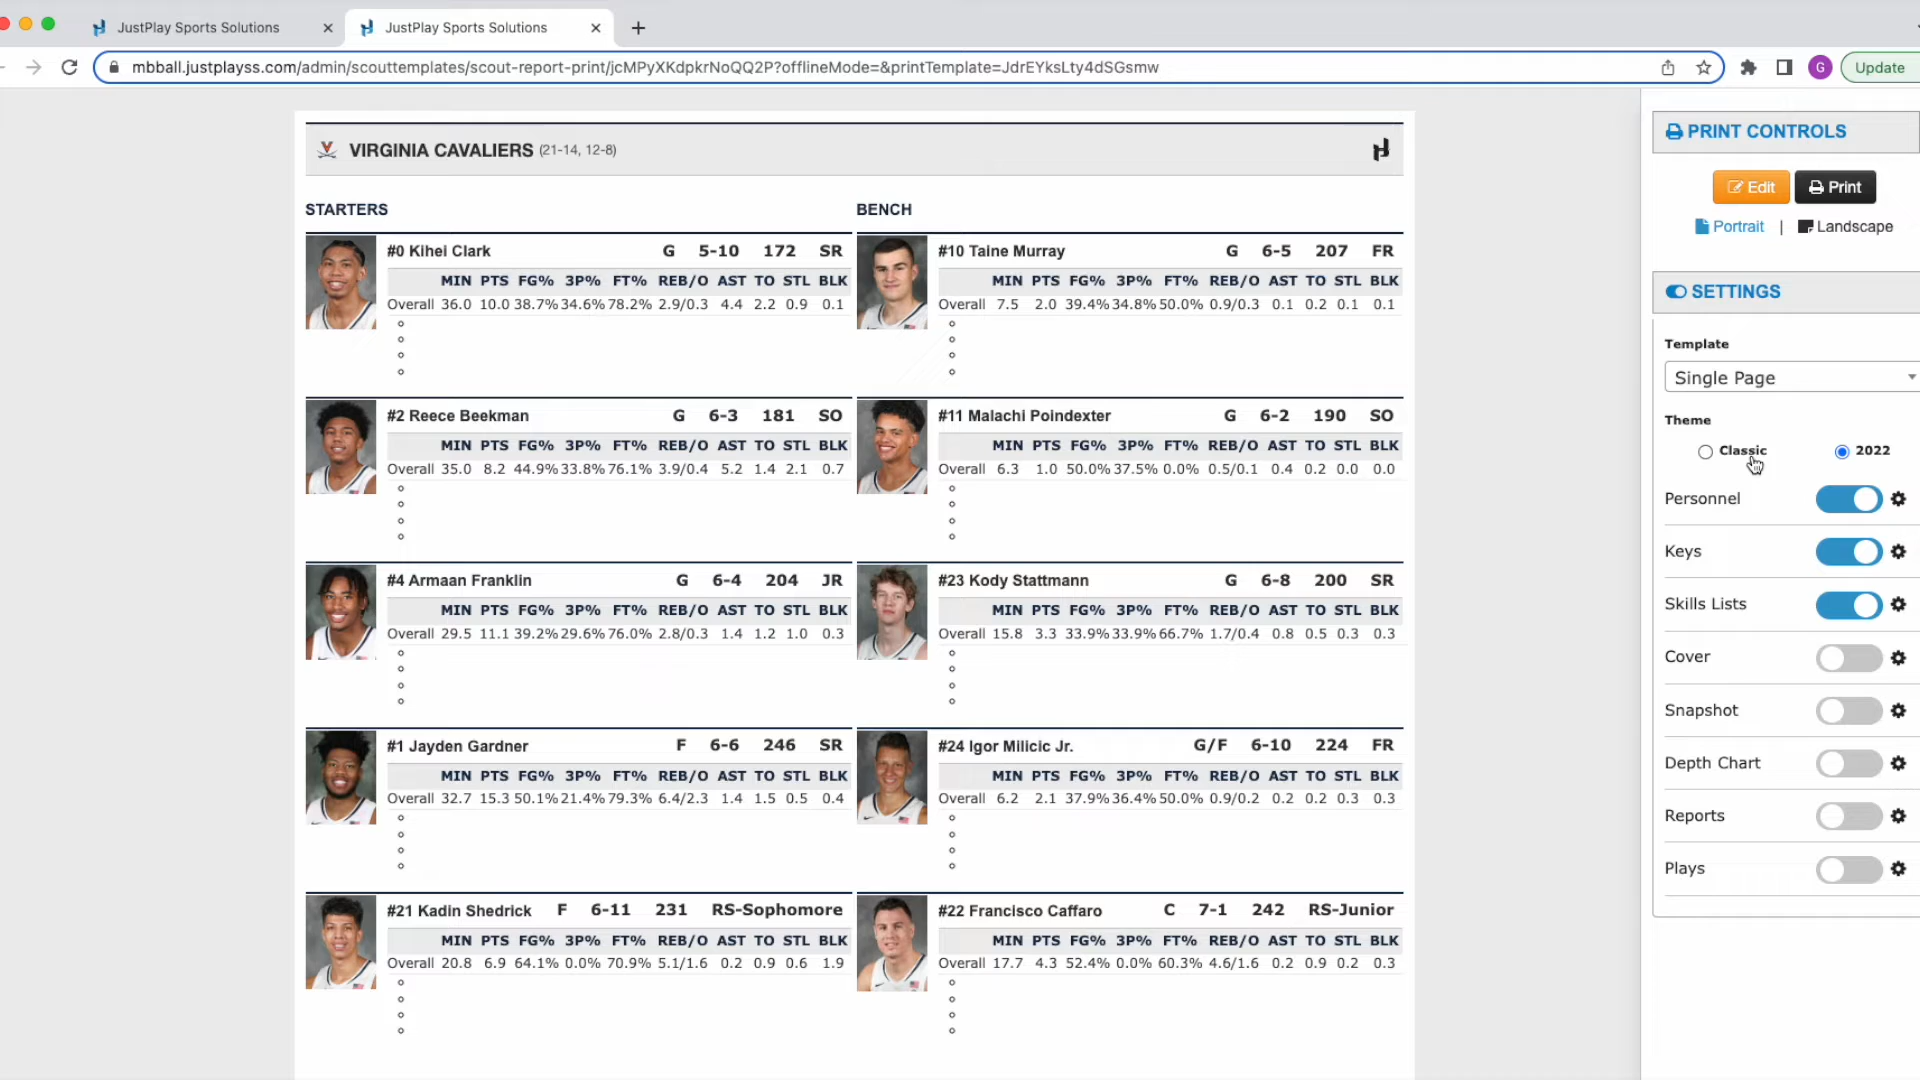 JustPlay Sports Solutions
JustPlay Sports Solutions
mbball.justplayss.com/admin/scouttemplates/scout-report-print/jcMPyXKdpkrNoQQ2P?offlineMode=&printTemplate=JdrEYksLty4dSGsmw
G
Update
VIRGINIA CAVALIERS (21-14, 12-8)
STARTERS
#0 Kihei Clark G 5-10 172 SR
MIN PTS FG% 3P% FT% REB/O AST TO STL BLK
Overall 36.0 10.0 38.7% 34.6% 78.2% 2.9/0.3 4.4 2.2 0.9 0.1
#2 Reece Beekman G 6-3 181 SO
MIN PTS FG% 3P% FT% REB/O AST TO STL BLK
Overall 35.0 8.2 44.9% 33.8% 76.1% 3.9/0.4 5.2 1.4 2.1 0.7
#4 Armaan Franklin G 6-4 204 JR
MIN PTS FG% 3P% FT% REB/O AST TO STL BLK
Overall 29.5 11.1 39.2% 29.6% 76.0% 2.8/0.3 1.4 1.2 1.0 0.3
#1 Jayden Gardner F 6-6 246 SR
MIN PTS FG% 3P% FT% REB/O AST TO STL BLK
Overall 32.7 15.3 50.1% 21.4% 79.3% 6.4/2.3 1.4 1.5 0.5 0.4
#21 Kadin Shedrick F 6-11 231 RS-Sophomore
MIN PTS FG% 3P% FT% REB/O AST TO STL BLK
Overall 20.8 6.9 64.1% 0.0% 70.9% 5.1/1.6 0.2 0.9 0.6 1.9
BENCH
#10 Taine Murray G 6-5 207 FR
MIN PTS FG% 3P% FT% REB/O AST TO STL BLK
Overall 7.5 2.0 39.4% 34.8% 50.0% 0.9/0.3 0.1 0.2 0.1 0.1
#11 Malachi Poindexter G 6-2 190 SO
MIN PTS FG% 3P% FT% REB/O AST TO STL BLK
Overall 6.3 1.0 50.0% 37.5% 0.0% 0.5/0.1 0.4 0.2 0.0 0.0
#23 Kody Stattmann G 6-8 200 SR
MIN PTS FG% 3P% FT% REB/O AST TO STL BLK
Overall 15.8 3.3 33.9% 33.9% 66.7% 1.7/0.4 0.8 0.5 0.3 0.3
#24 Igor Milicic Jr. G/F 6-10 224 FR
MIN PTS FG% 3P% FT% REB/O AST TO STL BLK
Overall 6.2 2.1 37.9% 36.4% 50.0% 0.9/0.2 0.2 0.2 0.3 0.3
#22 Francisco Caffaro C 7-1 242 RS-Junior
MIN PTS FG% 3P% FT% REB/O AST TO STL BLK
Overall 17.7 4.3 52.4% 0.0% 60.3% 4.6/1.6 0.2 0.9 0.2 0.3
PRINT CONTROLS
Edit Print
Portrait | Landscape
SETTINGS
Template
Single Page
Theme
Classic 2022
Personnel
Keys
Skills Lists
Cover
Snapshot
Depth Chart
Reports
Plays